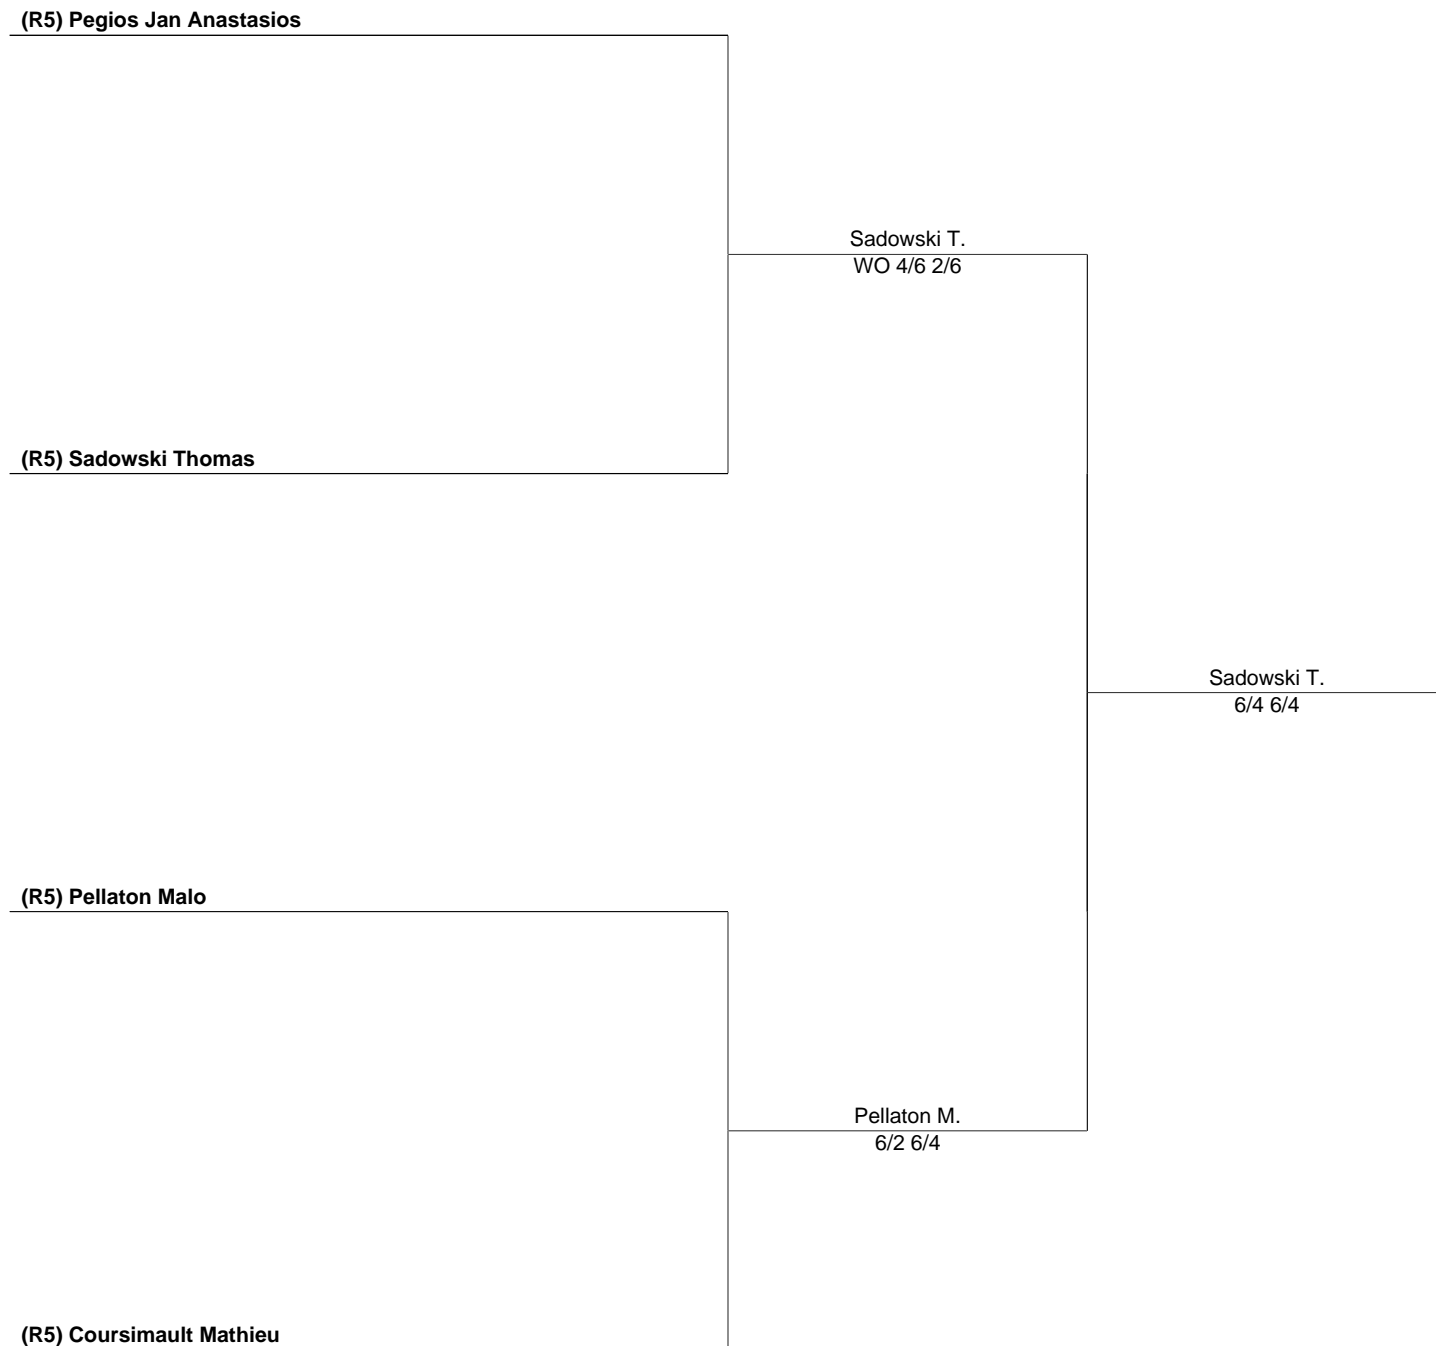 (R5) Pegios Jan Anastasios
Sadowski T.
WO 4/6 2/6
(R5) Sadowski Thomas
Sadowski T.
6/4 6/4
(R5) Pellaton Malo
Pellaton M.
6/2 6/4
(R5) Coursimault Mathieu